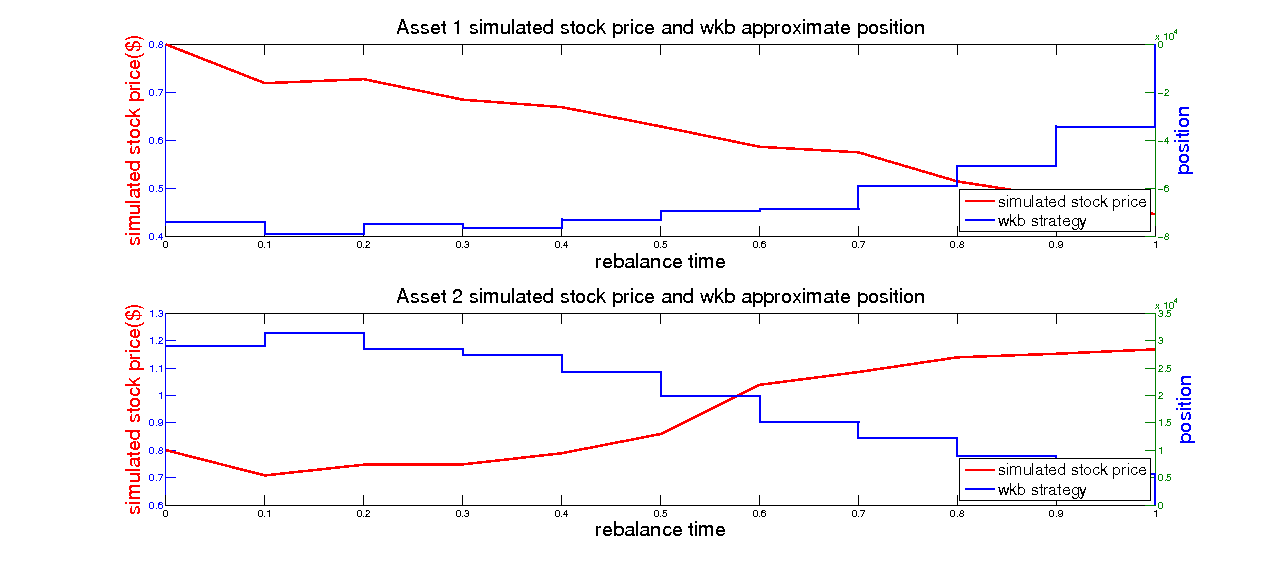 Asset 1 simulated stock price and wkb approximate position
x 10^4
simulated stock price($)
0.8
0.7
0.6
0.5
0.4
0
-2
-4
-6
-8
position
simulated stock price
wkb strategy
0 0.1 0.2 0.3 0.4 0.5 0.6 0.7 0.8 0.9 1
rebalance time
Asset 2 simulated stock price and wkb approximate position
x 10^4
simulated stock price($)
1.3
1.2
1.1
1
0.9
0.8
0.7
0.6
3.5
3
2.5
2
1.5
1
0.5
0
position
simulated stock price
wkb strategy
0 0.1 0.2 0.3 0.4 0.5 0.6 0.7 0.8 0.9 1
rebalance time